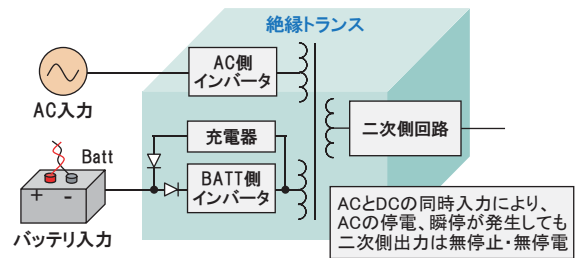 絶縁トランス
AC側
インバータ
AC入力
充電器
二次側回路
Batt
BATT側
インバータ
+ -
バッテリ入力
ACとDCの同時入力により、
ACの停電、瞬停が発生しても
二次側出力は無停止・無停電